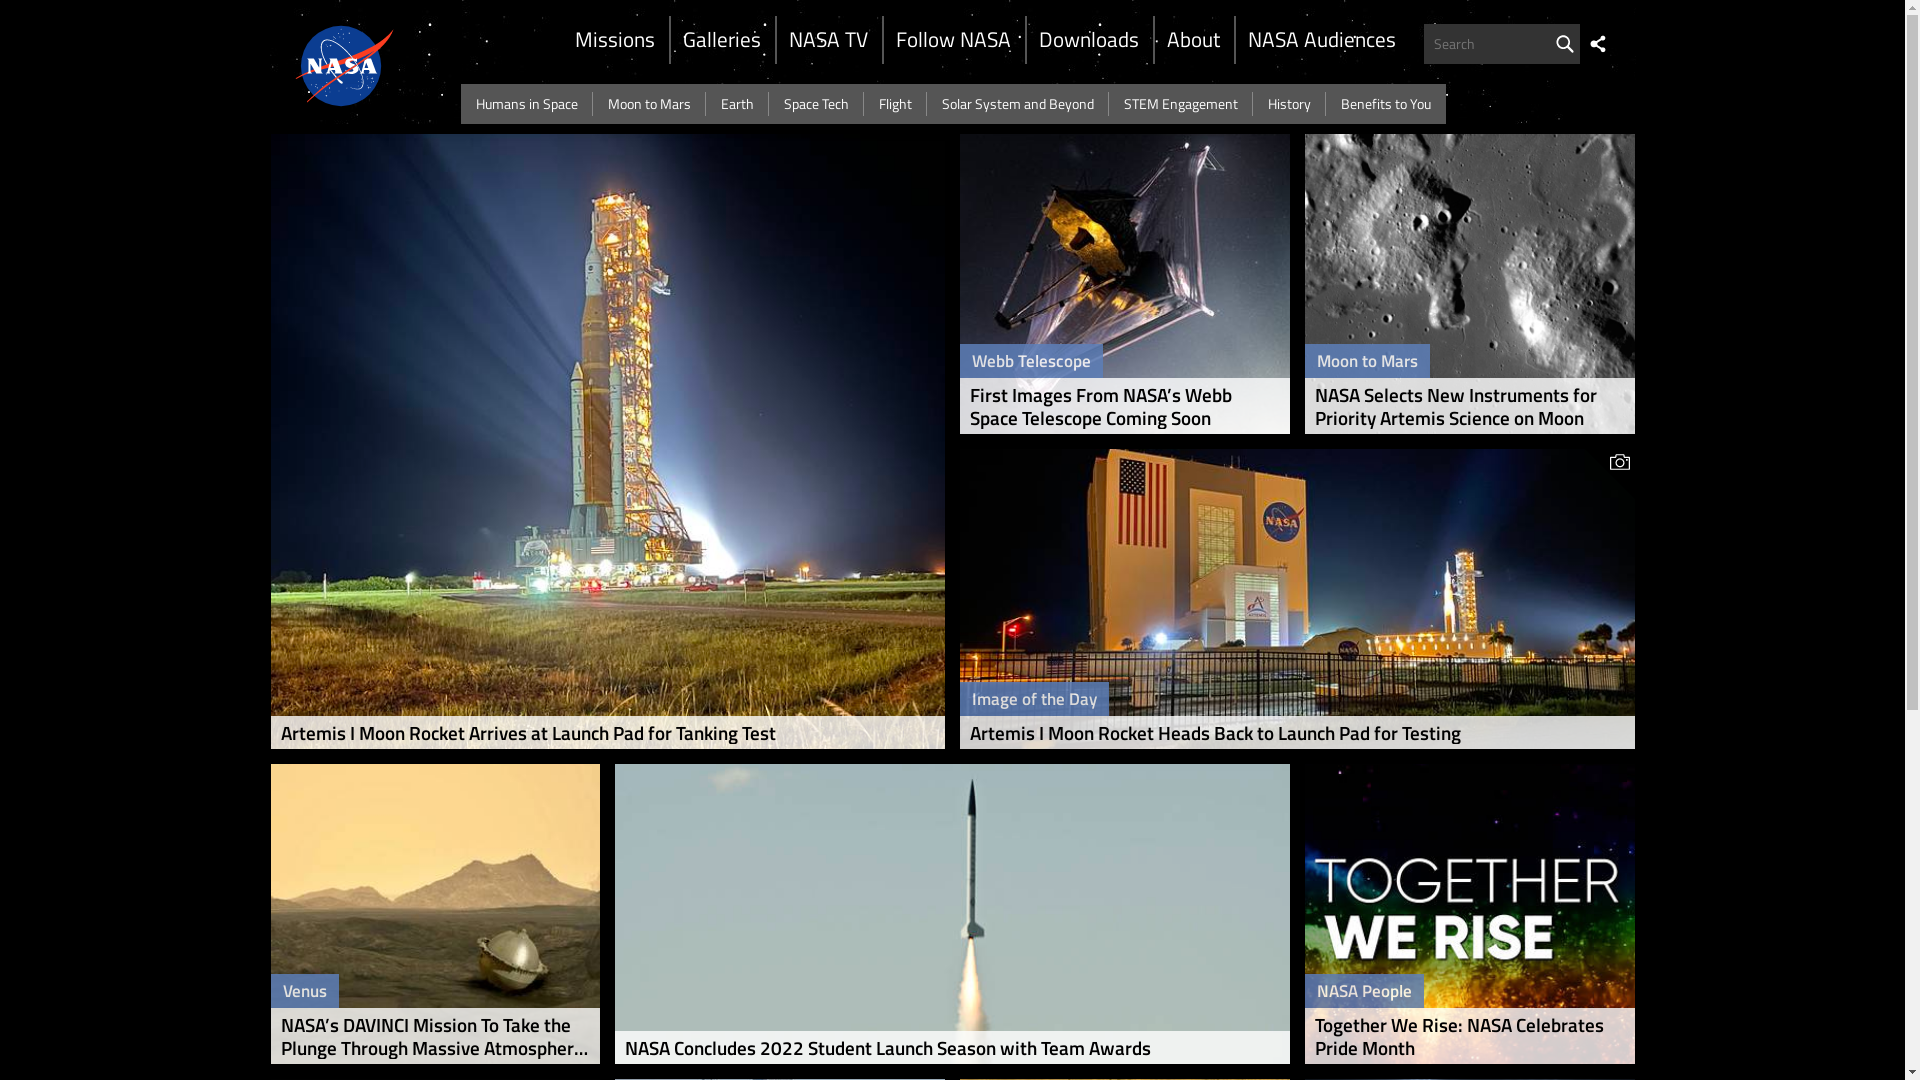 NASA
Missions
Galleries
NASA TV
Follow NASA
Downloads
About
NASA Audiences
Search
Humans in Space
Moon to Mars
Earth
Space Tech
Flight
Solar System and Beyond
STEM Engagement
History
Benefits to You
Artemis I Moon Rocket Arrives at Launch Pad for Tanking Test
Webb Telescope
First Images From NASA’s Webb
Space Telescope Coming Soon
Moon to Mars
NASA Selects New Instruments for
Priority Artemis Science on Moon
NASA
NASA
Image of the Day
Artemis I Moon Rocket Heads Back to Launch Pad for Testing
Venus
NASA’s DAVINCI Mission To Take the
Plunge Through Massive Atmospher...
NASA Concludes 2022 Student Launch Season with Team Awards
TOGETHER
WE RISE
NASA People
Together We Rise: NASA Celebrates
Pride Month